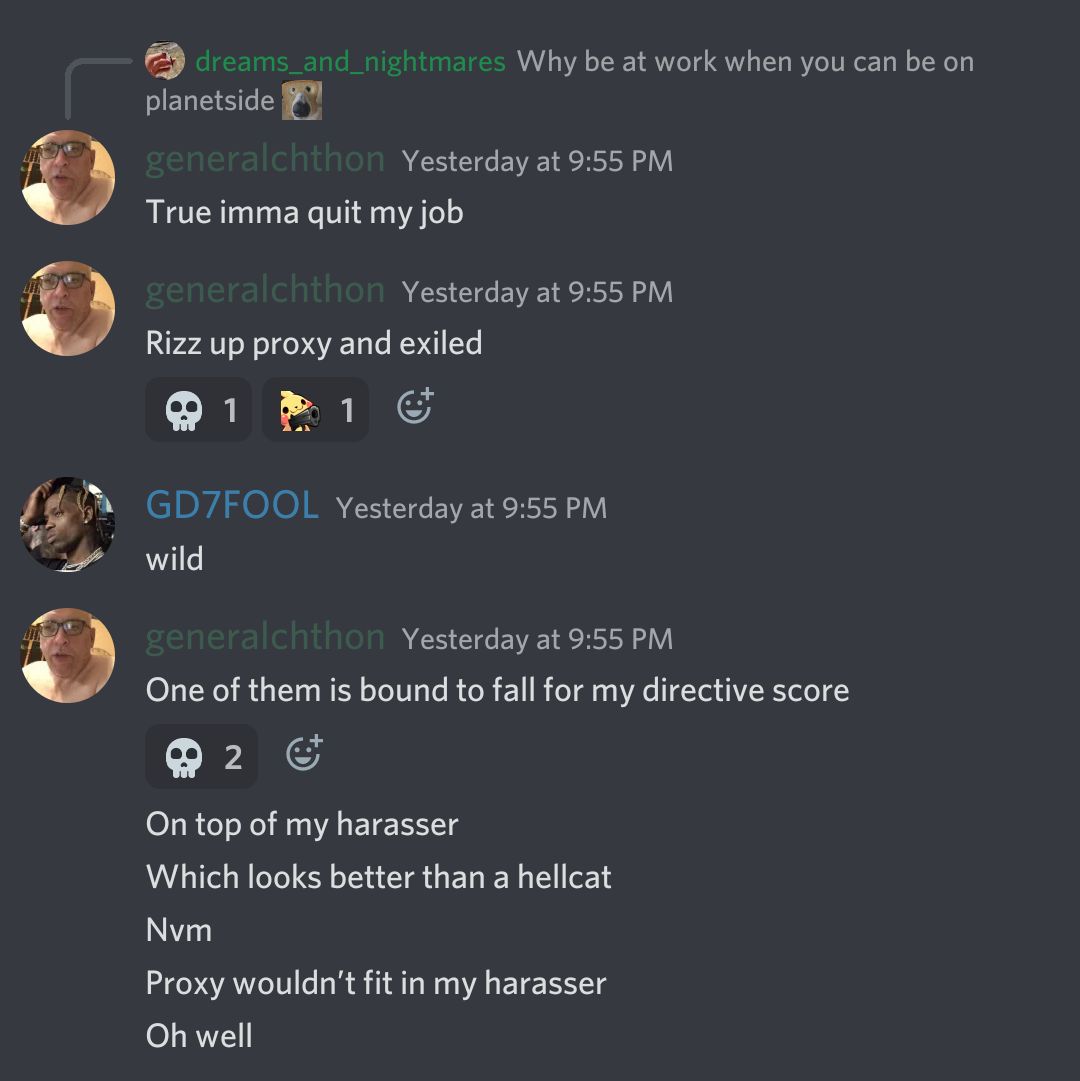 dreams_and_nightmares Why be at work when you can be on
planetside
generalchthon Yesterday at 9:55 PM
True imma quit my job
generalchthon Yesterday at 9:55 PM
Rizz up proxy and exiled
1 1
GD7FOOL Yesterday at 9:55 PM
wild
generalchthon Yesterday at 9:55 PM
One of them is bound to fall for my directive score
2
On top of my harasser
Which looks better than a hellcat
Nvm
Proxy wouldn’t fit in my harasser
Oh well